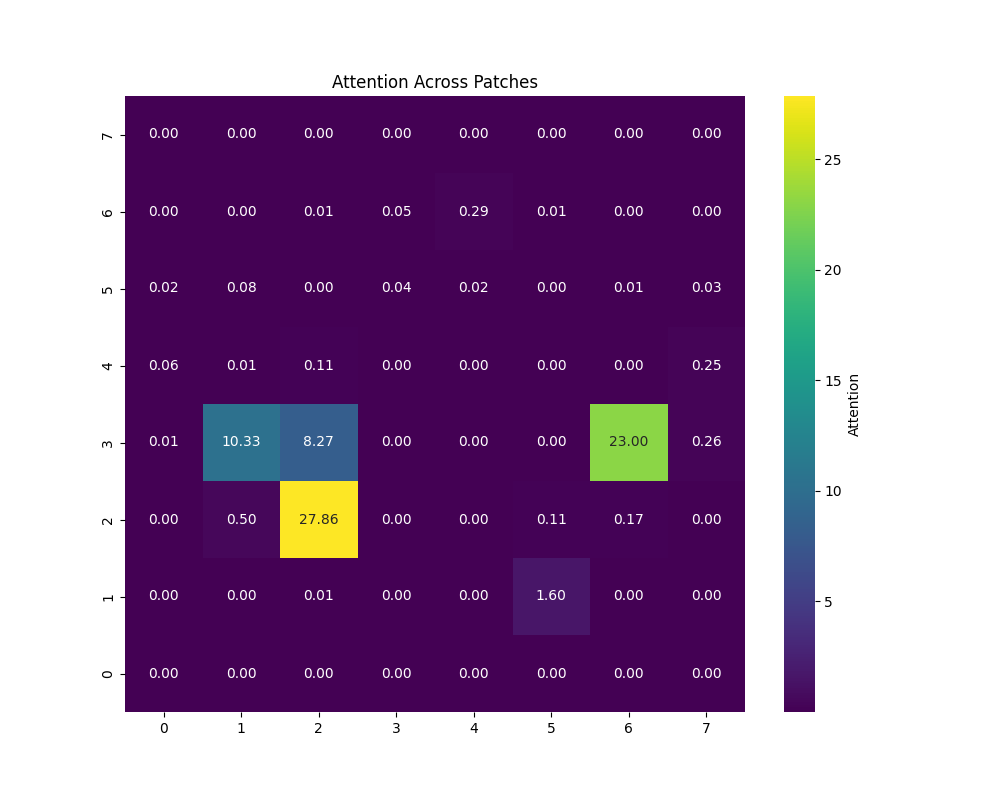 Attention Across Patches
7 0.00 0.00 0.00 0.00 0.00 0.00 0.00 0.00
6 0.00 0.00 0.01 0.05 0.29 0.01 0.00 0.00
5 0.02 0.08 0.00 0.04 0.02 0.00 0.01 0.03
4 0.06 0.01 0.11 0.00 0.00 0.00 0.00 0.25
3 0.01 10.33 8.27 0.00 0.00 0.00 23.00 0.26
2 0.00 0.50 27.86 0.00 0.00 0.11 0.17 0.00
1 0.00 0.00 0.01 0.00 0.00 1.60 0.00 0.00
0 0.00 0.00 0.00 0.00 0.00 0.00 0.00 0.00
0 1 2 3 4 5 6 7
25
20
15
10
5
Attention